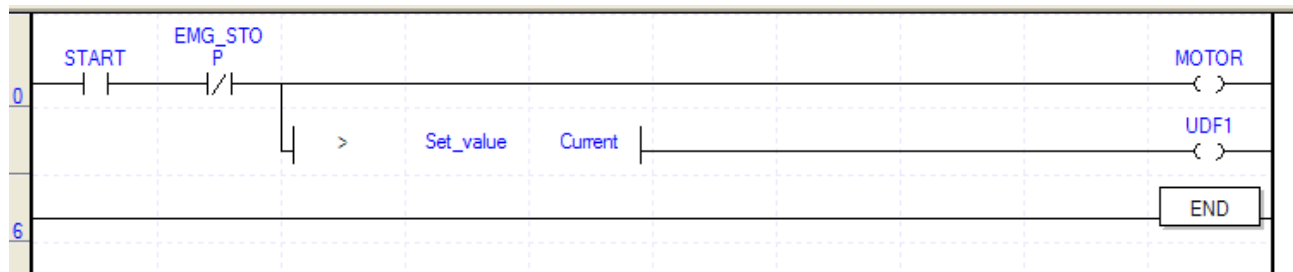 EMG_STO
START P MOTOR
0
UDF1
> Set_value Current
END
6